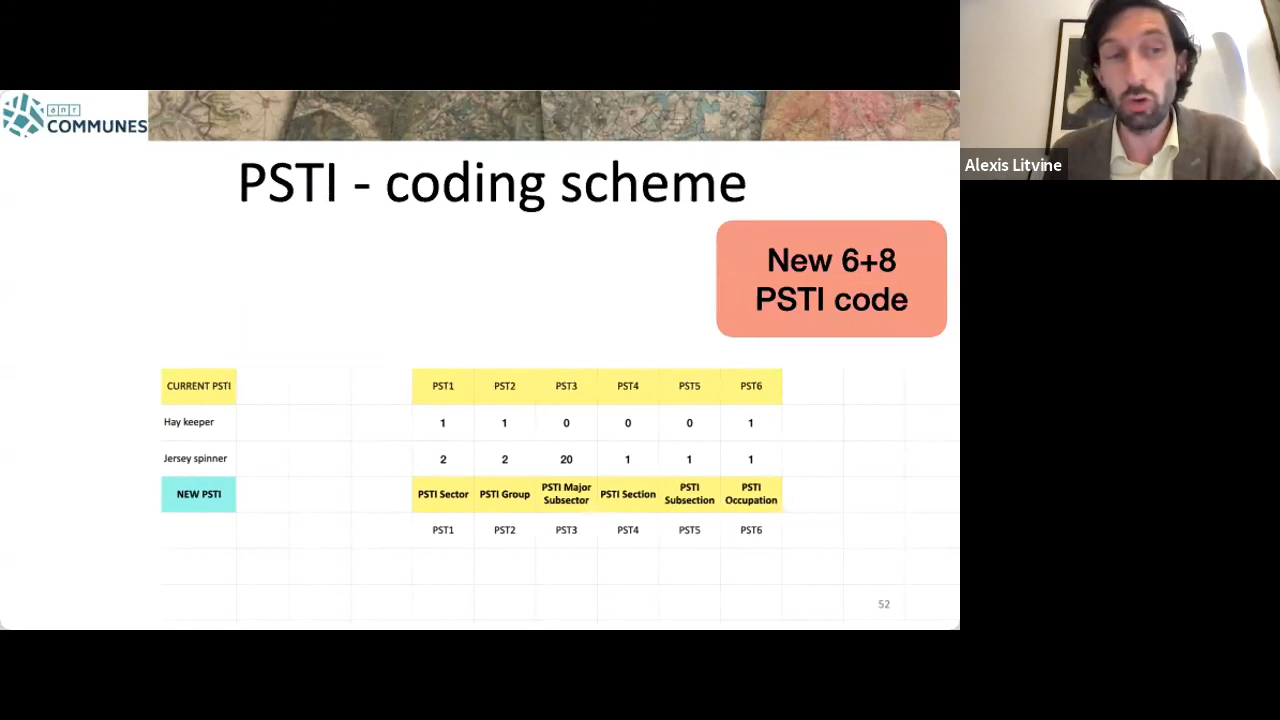 anr
COMMUNES
Alexis Litvine
PSTI - coding scheme
New 6+8
PSTI code
CURRENT PSTI PST1 PST2 PST3 PST4 PST5 PST6
Hay keeper 1 1 0 0 0 1
Jersey spinner 2 2 20 1 1 1
NEW PSTI PSTI Sector PSTI Group PSTI Major Subsector PSTI Section PSTI Subsection PSTI Occupation
PST1 PST2 PST3 PST4 PST5 PST6
52